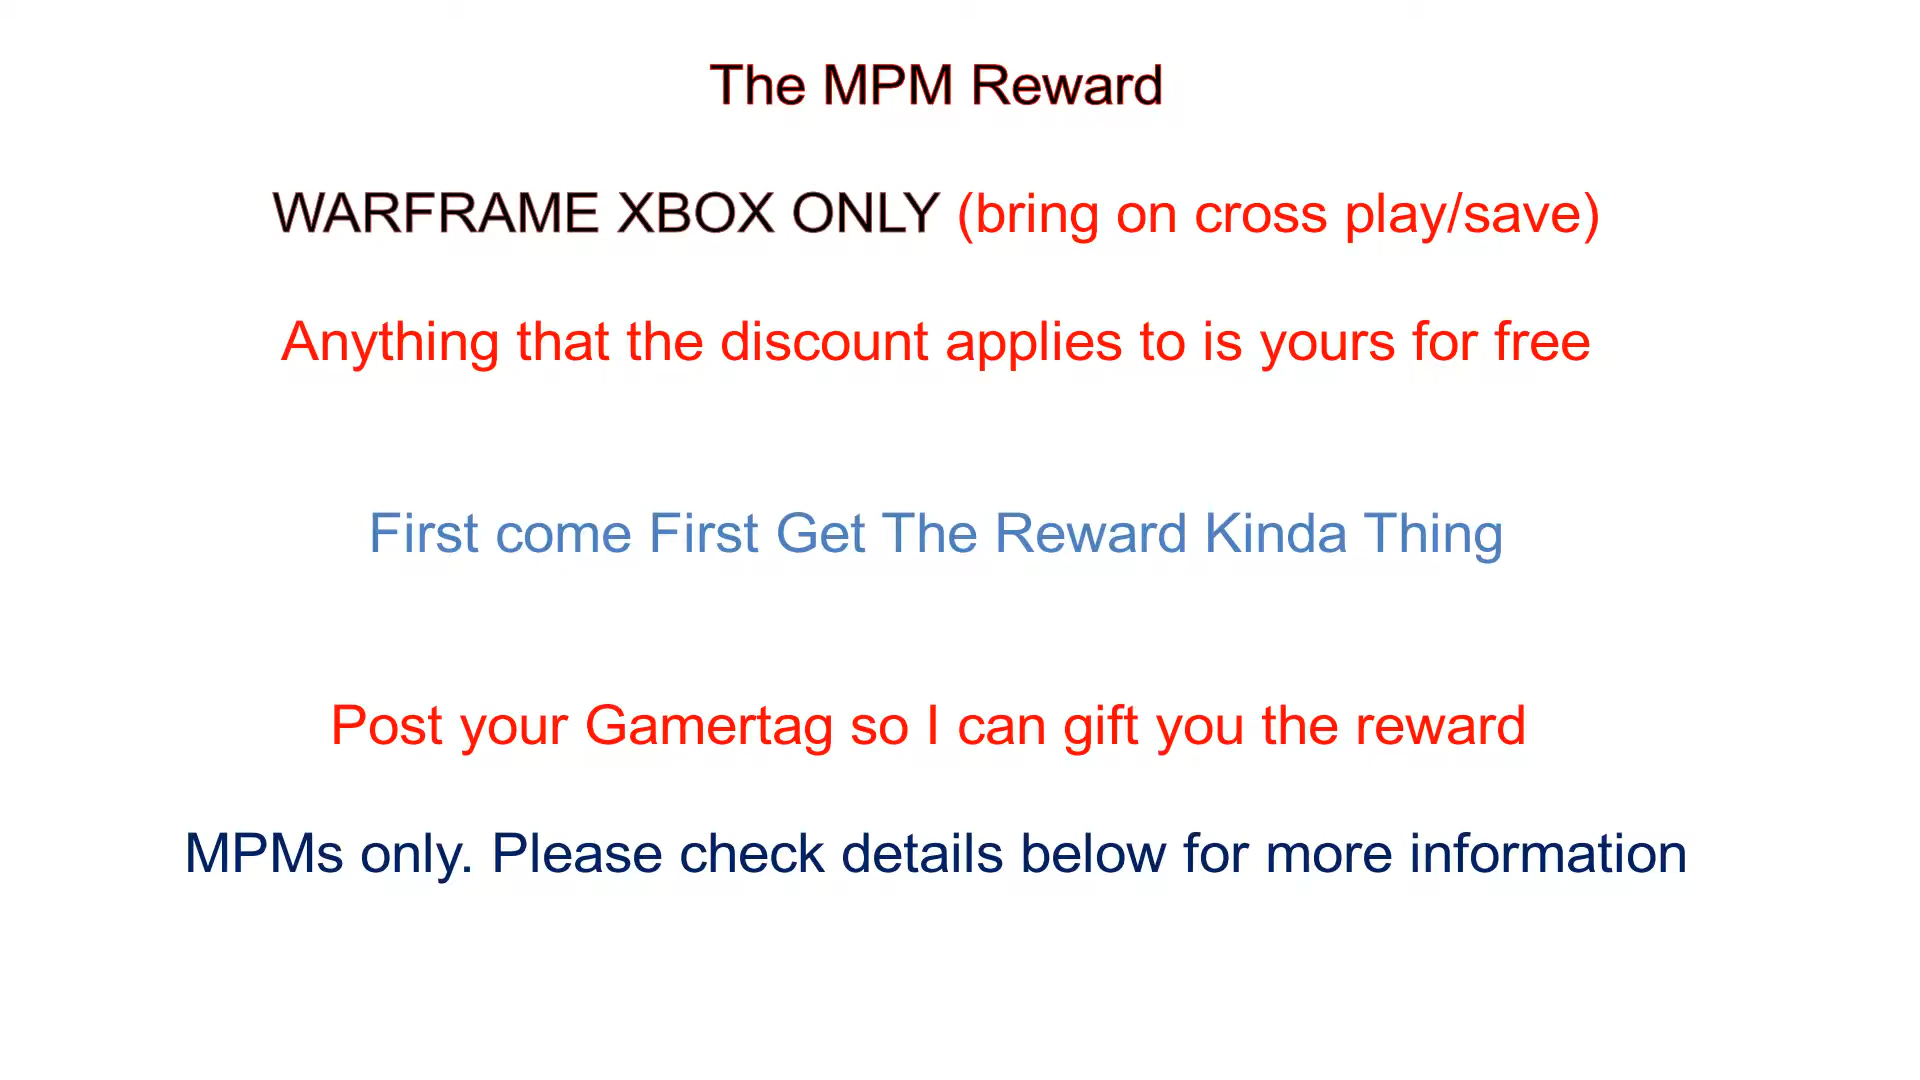 The MPM Reward
WARFRAME XBOX ONLY (bring on cross play/save)
Anything that the discount applies to is yours for free
First come First Get The Reward Kinda Thing
Post your Gamertag so I can gift you the reward
MPMs only. Please check details below for more information